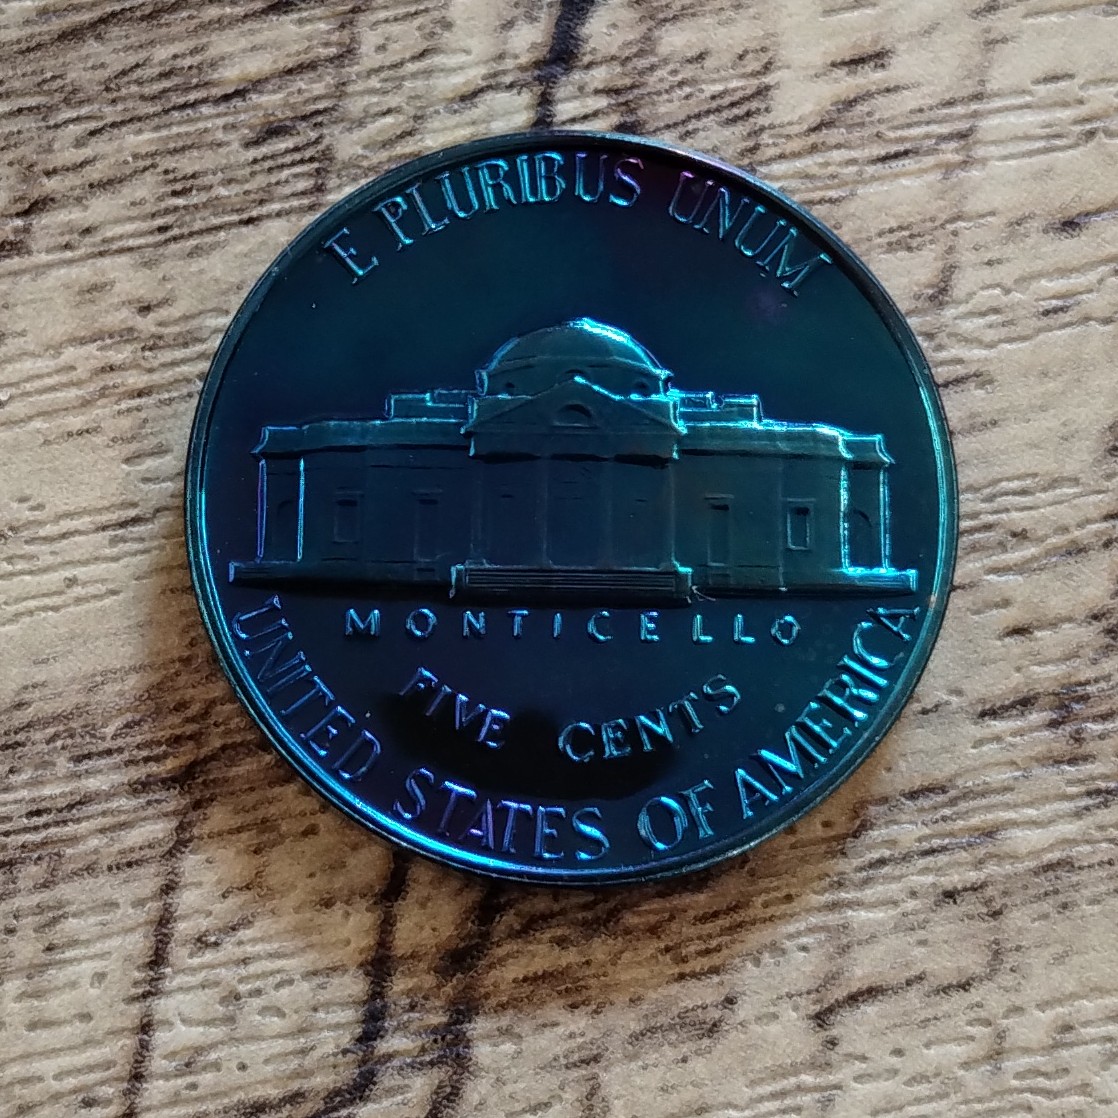 E PLURIBUS UNUM
MONTICELLO
FIVE CENTS
UNITED STATES OF AMERICA